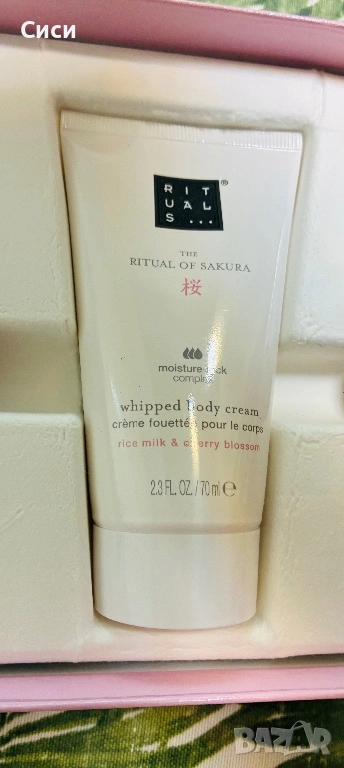 Сиси
RIT
UAL
S...®
THE
RITUAL OF SAKURA
桜
moisture lock
complex
whipped body cream
crème fouettée pour le corps
rice milk & cherry blossom
2.3 FL. OZ. / 70 ml ℮
BAZAR